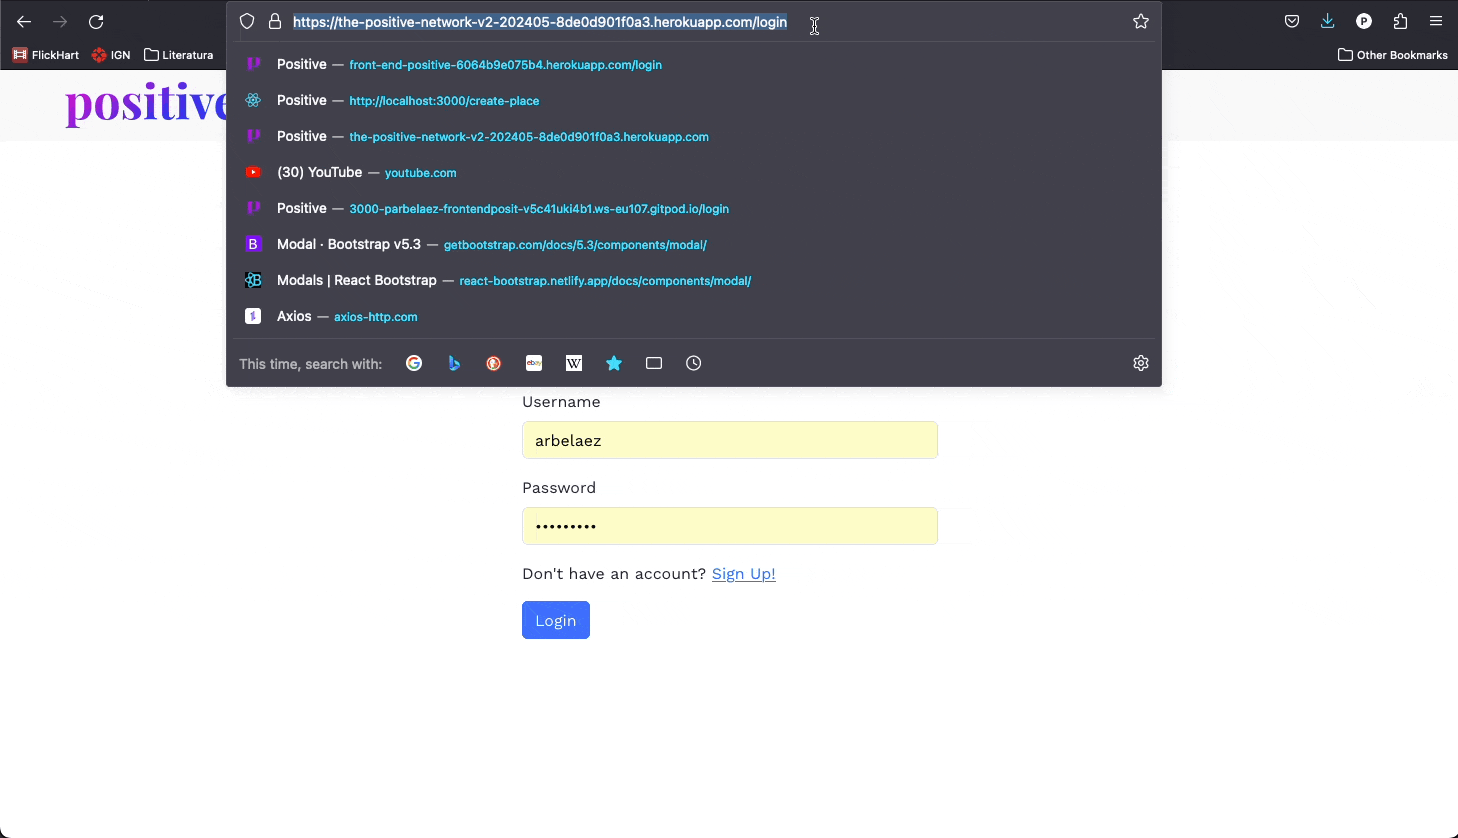 https://the-positive-network-v2-202405-8de0d901f0a3.herokuapp.com/login
P
FlickHart IGN Literatura Other Bookmarks
positive
Positive — front-end-positive-6064b9e075b4.herokuapp.com/login
Positive — http://localhost:3000/create-place
Positive — the-positive-network-v2-202405-8de0d901f0a3.herokuapp.com
(30) YouTube — youtube.com
Positive — 3000-parbelaez-frontendposit-v5c41uki4b1.ws-eu107.gitpod.io/login
B Modal · Bootstrap v5.3 — getbootstrap.com/docs/5.3/components/modal/
B Modals | React Bootstrap — react-bootstrap.netlify.app/docs/components/modal/
Axios — axios-http.com
This time, search with: G ebay W
Username
arbelaez
Password
•••••••••
Don't have an account? Sign Up!
Login